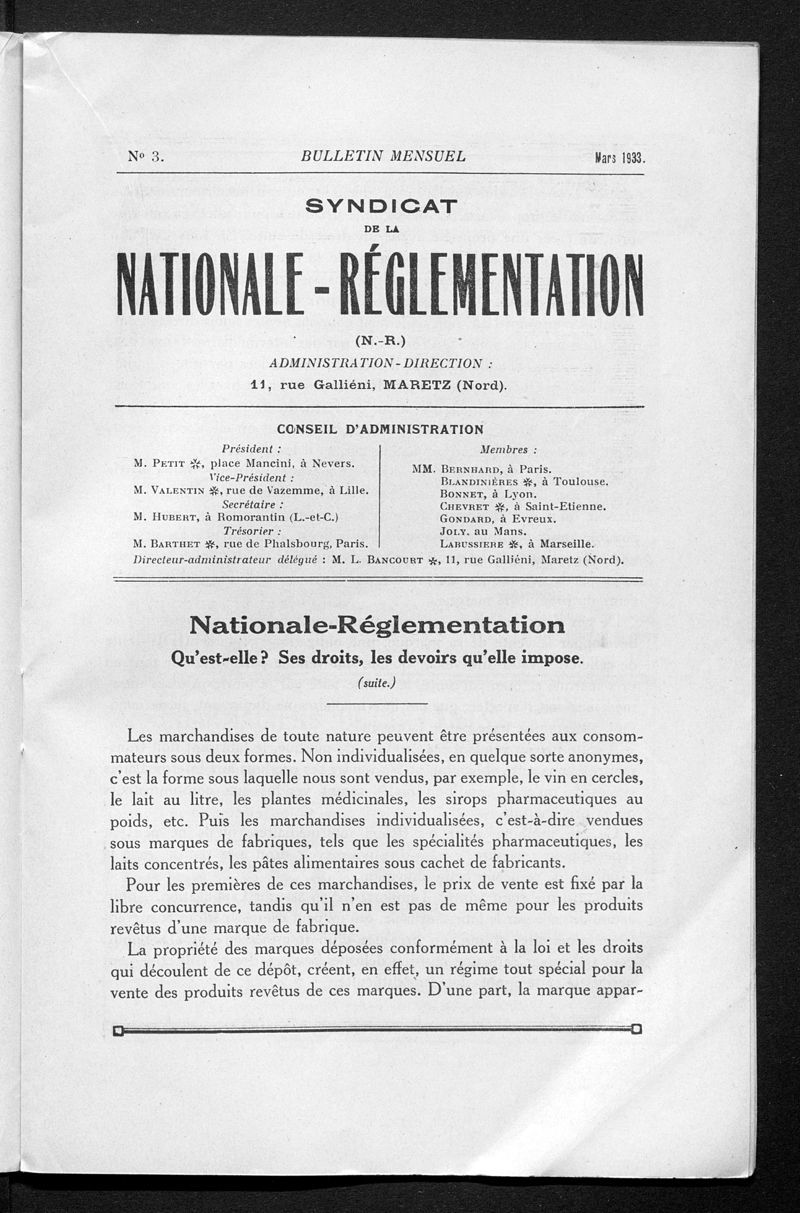 Nº 3.
BULLETIN MENSUEL
Mars 1933.
SYNDICAT
DE LA
NATIONALE-RÉGLEMENTATION
(N.-R.)
ADMINISTRATION-DIRECTION :
11, rue Galliéni, MARETZ (Nord).
CONSEIL D'ADMINISTRATION
Président :
M. PETIT ✻, place Mancini, à Nevers.
Vice-Président :
M. VALENTIN ✻, rue de Vazemme, à Lille.
Secrétaire :
M. HUBERT, à Romorantin (L.-et-C.)
Trésorier :
M. BARTHET ✻, rue de Phalsbourg, Paris.
Membres :
MM. BERNHARD, à Paris.
BLANDINIÈRES ✻, à Toulouse.
BONNET, à Lyon.
CHEVRET ✻, à Saint-Etienne.
GONDARD, à Evreux.
JOLY, au Mans.
LABUSSIERE ✻, à Marseille.
Directeur-administrateur délégué : M. L. BANCOURT ✻, 11, rue Galliéni, Maretz (Nord).
Nationale-Réglementation
Qu'est-elle ? Ses droits, les devoirs qu'elle impose.
(suite.)
Les marchandises de toute nature peuvent être présentées aux consom-
mateurs sous deux formes. Non individualisées, en quelque sorte anonymes,
c'est la forme sous laquelle nous sont vendus, par exemple, le vin en cercles,
le lait au litre, les plantes médicinales, les sirops pharmaceutiques au
poids, etc. Puis les marchandises individualisées, c'est-à-dire vendues
sous marques de fabriques, tels que les spécialités pharmaceutiques, les
laits concentrés, les pâtes alimentaires sous cachet de fabricants.
Pour les premières de ces marchandises, le prix de vente est fixé par la
libre concurrence, tandis qu'il n'en est pas de même pour les produits
revêtus d'une marque de fabrique.
La propriété des marques déposées conformément à la loi et les droits
qui découlent de ce dépôt, créent, en effet, un régime tout spécial pour la
vente des produits revêtus de ces marques. D'une part, la marque appar-